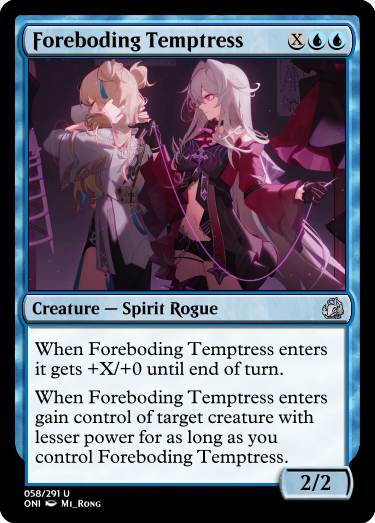 Foreboding Temptress X
Creature — Spirit Rogue
When Foreboding Temptress enters
it gets +X/+0 until end of turn.
When Foreboding Temptress enters
gain control of target creature with
lesser power for as long as you
control Foreboding Temptress.
2/2
058/291 U
ONI Mi_Rong